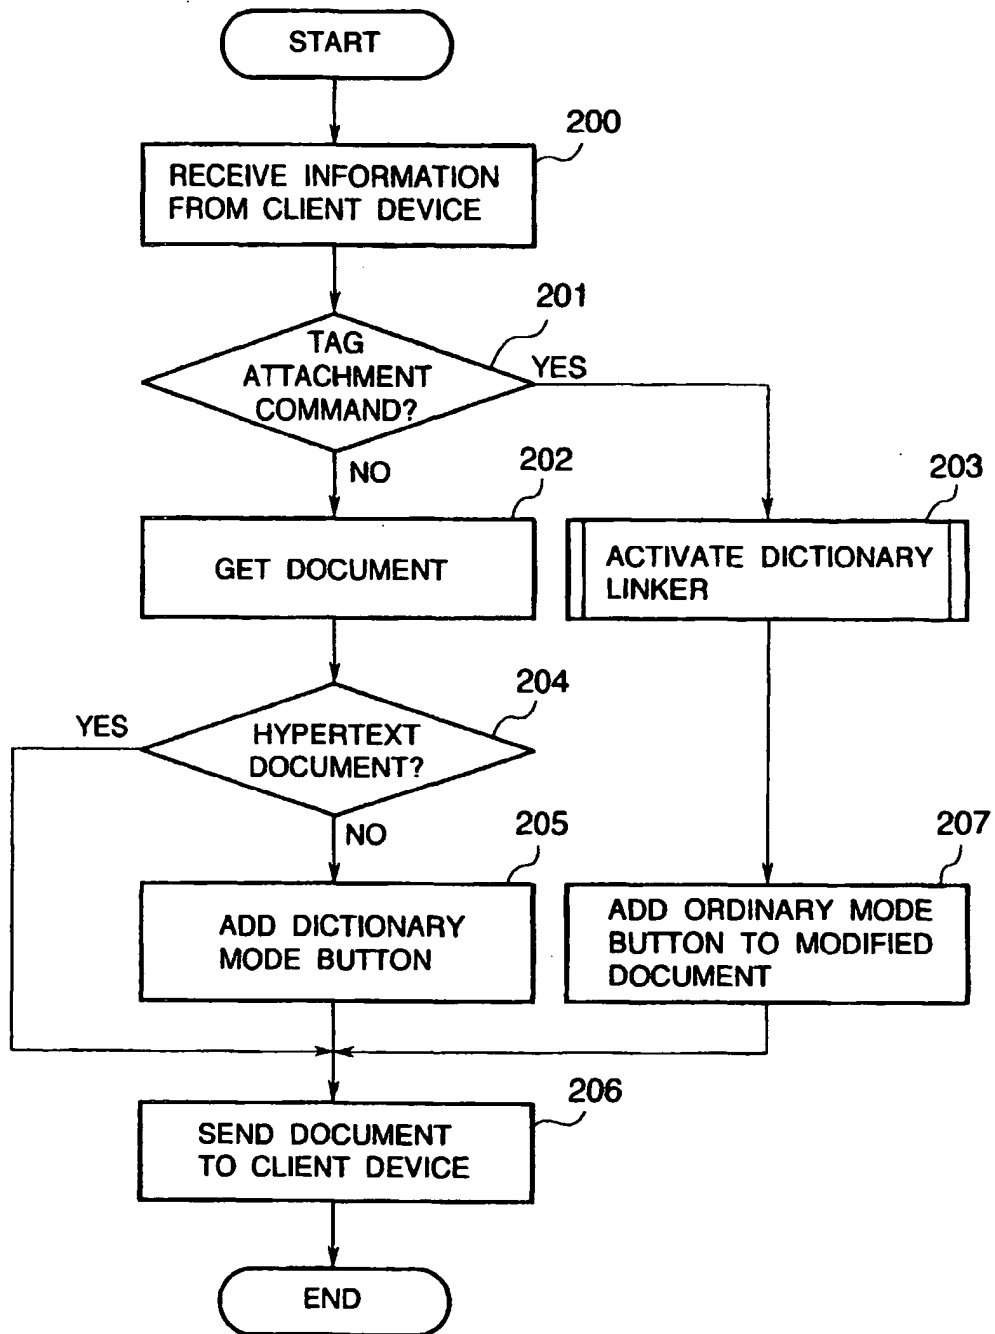 START
200
RECEIVE INFORMATION
FROM CLIENT DEVICE
201
TAG
ATTACHMENT
COMMAND?
YES
NO
202
203
GET DOCUMENT
ACTIVATE DICTIONARY
LINKER
204
YES
HYPERTEXT
DOCUMENT?
NO
205
207
ADD DICTIONARY
MODE BUTTON
ADD ORDINARY MODE
BUTTON TO MODIFIED
DOCUMENT
206
SEND DOCUMENT
TO CLIENT DEVICE
END